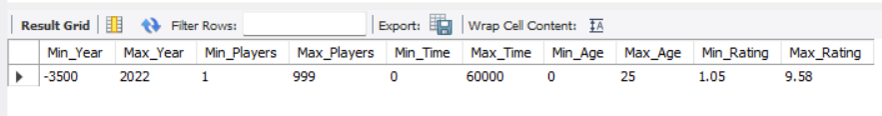 Result Grid Filter Rows: Export: Wrap Cell Content: IA
Min_Year Max_Year Min_Players Max_Players Min_Time Max_Time Min_Age Max_Age Min_Rating Max_Rating
-3500 2022 1 999 0 60000 0 25 1.05 9.58